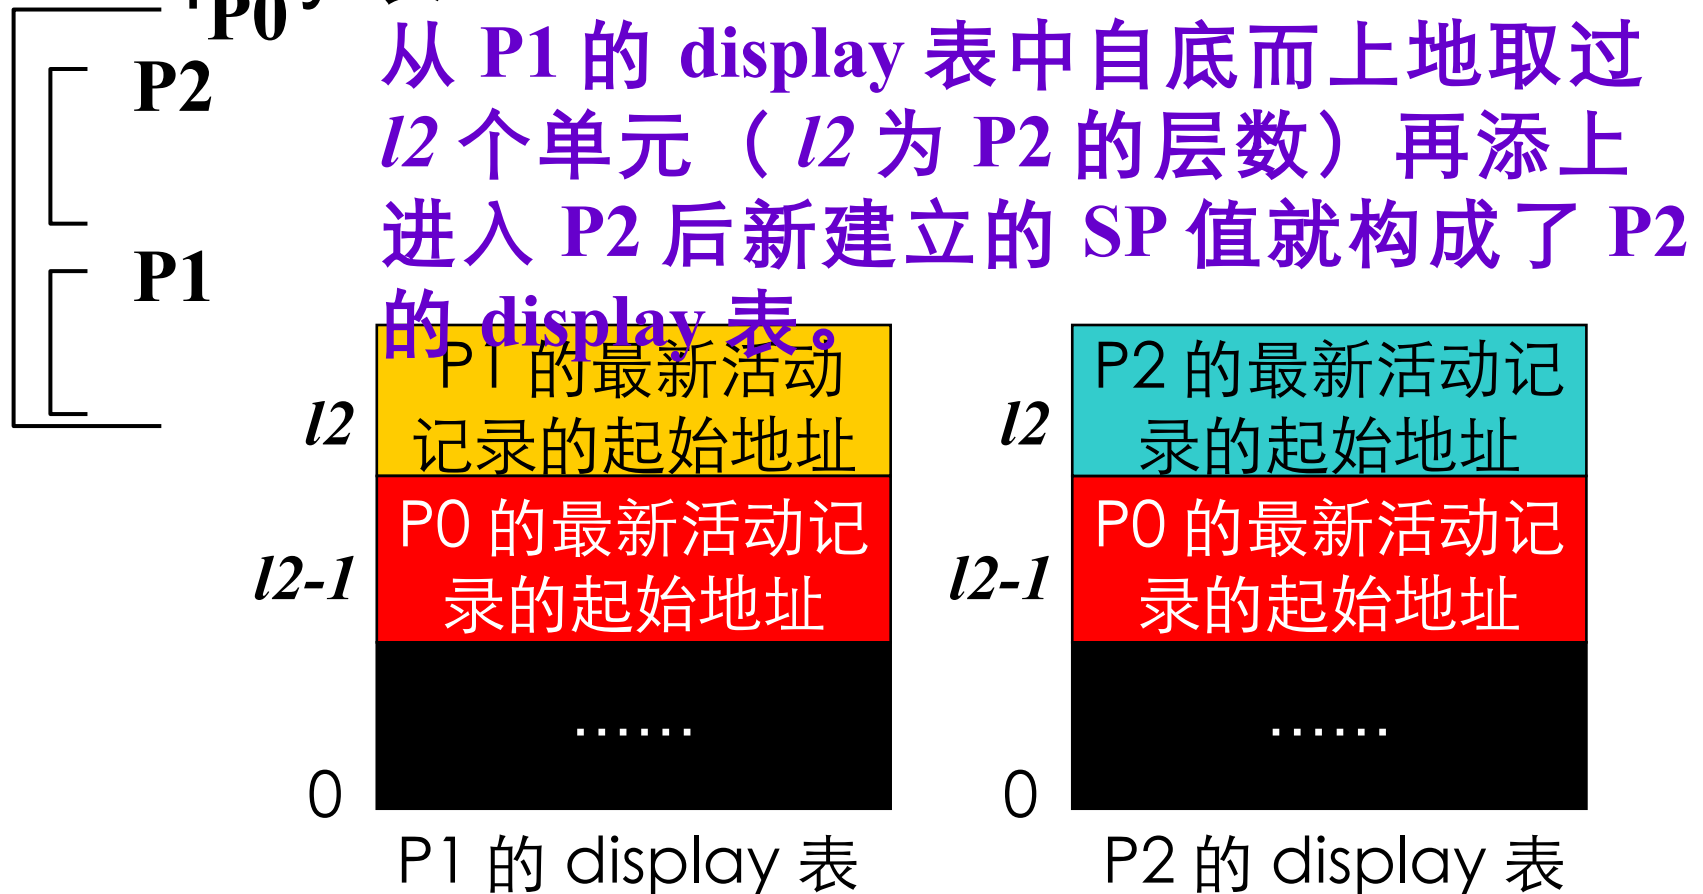 P0
P2
P1
从 P1 的 display 表中自底而上地取过
l2 个单元（l2 为 P2 的层数）再添上
进入 P2 后新建立的 SP 值就构成了 P2
的 display 表。
P1 的最新活动
记录的起始地址
l2
P0 的最新活动记
录的起始地址
l2-1
……
0
P1 的 display 表
P2 的最新活动记
录的起始地址
l2
P0 的最新活动记
录的起始地址
l2-1
……
0
P2 的 display 表